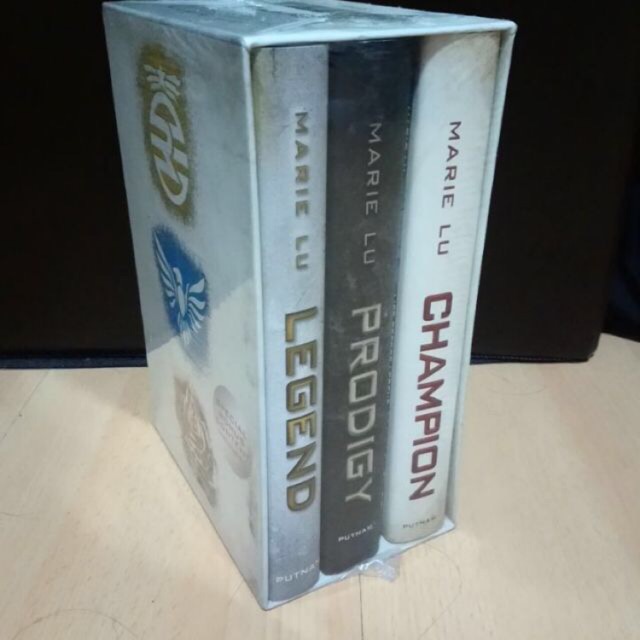 MARIE LU
LEGEND
PUTNAM
MARIE LU
PRODIGY
PUTNAM
MARIE LU
CHAMPION
PUTNAM